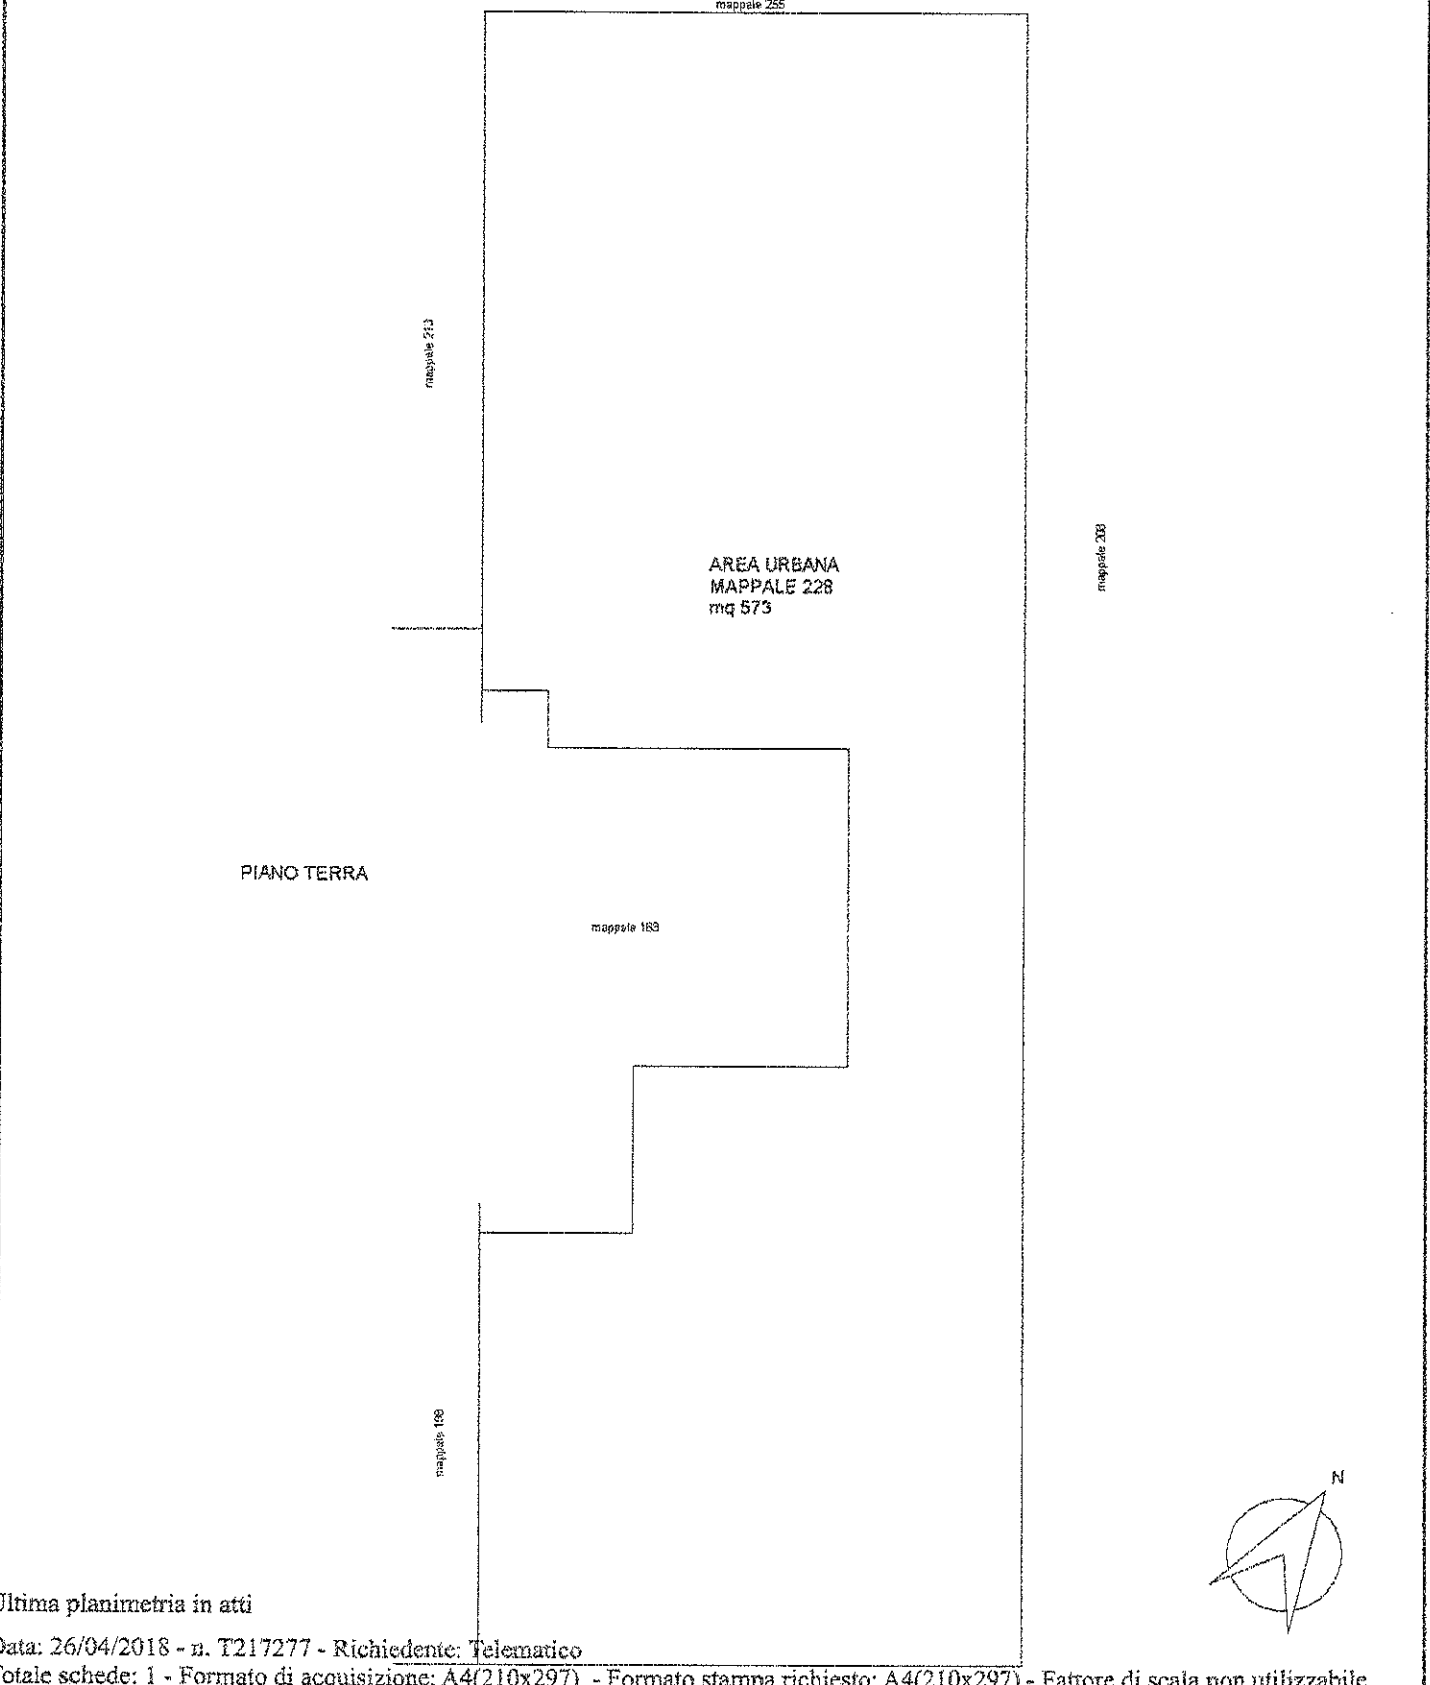 mappale 255
mappale 213
AREA URBANA
MAPPALE 228
mq 573
mappale 208
PIANO TERRA
mappale 183
mappale 198
N
Ultima planimetria in atti
Data: 26/04/2018 - n. T217277 - Richiedente: Telematico
Totale schede: 1 - Formato di acquisizione: A4(210x297) - Formato stampa richiesto: A4(210x297) - Fattore di scala non utilizzabile